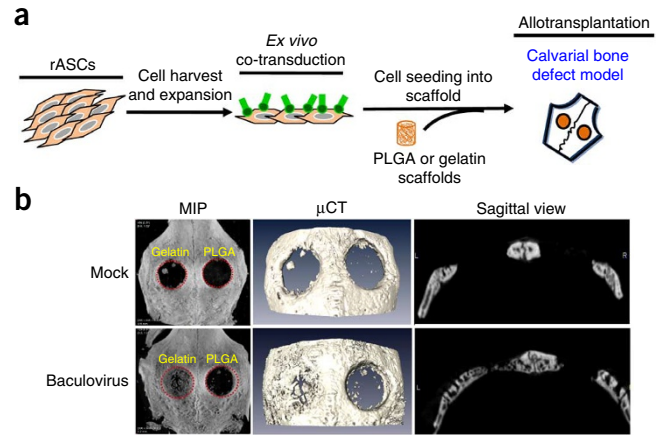 a
rASCs
Cell harvest
and expansion
Ex vivo
co-transduction
Cell seeding into
scaffold
PLGA or gelatin
scaffolds
Allotransplantation
Calvarial bone
defect model
b
MIP
μCT
Sagittal view
Mock
Gelatin PLGA
L
R
Baculovirus
Gelatin PLGA
L